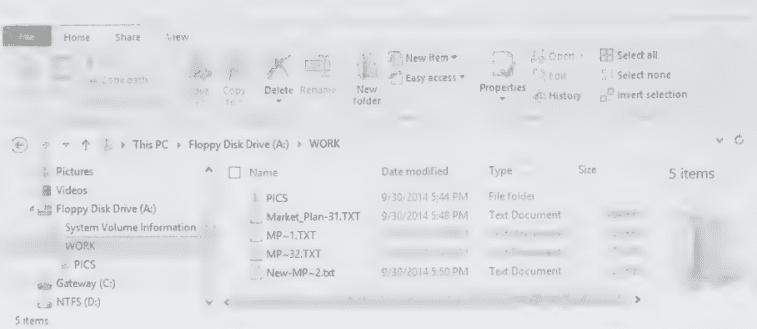 File Home Share View
Copy path
Copy to
Delete
Rename
New folder
New item
Easy access
Properties
Open
Edit
History
Select all
Select none
Invert selection
This PC Floppy Disk Drive (A:) WORK
Pictures
Videos
Floppy Disk Drive (A:)
System Volume Information
WORK
PICS
Gateway (C:)
NTFS (D:)
Name Date modified Type Size
PICS 9/30/2014 5:44 PM File folder
Market_Plan-31.TXT 9/30/2014 5:48 PM Text Document
MP~1.TXT
MP~32.TXT
New-MP~2.txt 9/30/2014 5:50 PM Text Document
5 items
5 items